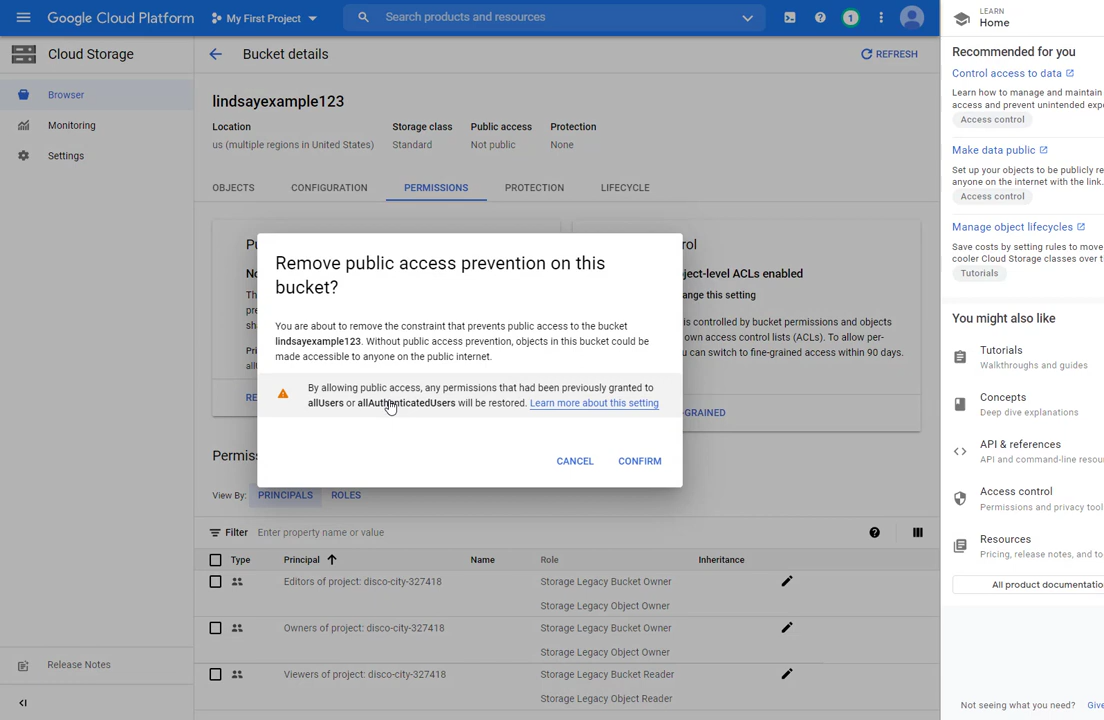 Google Cloud Platform
My First Project
Search products and resources
1
LEARN
Home
Cloud Storage
Bucket details
REFRESH
Browser
Monitoring
Settings
Release Notes
lindsayexample123
Location
Storage class
Public access
Protection
us (multiple regions in United States)
Standard
Not public
None
OBJECTS
CONFIGURATION
PERMISSIONS
PROTECTION
LIFECYCLE
Remove public access prevention on this
bucket?
You are about to remove the constraint that prevents public access to the bucket
lindsayexample123. Without public access prevention, objects in this bucket could be
made accessible to anyone on the public internet.
By allowing public access, any permissions that had been previously granted to
allUsers or allAuthenticatedUsers will be restored. Learn more about this setting
CANCEL
CONFIRM
ject-level ACLs enabled
ange this setting
is controlled by bucket permissions and objects
own access control lists (ACLs). To allow per-
can switch to fine-grained access within 90 days.
GRAINED
Permis
View By:
PRINCIPALS
ROLES
Filter
Enter property name or value
Type
Principal
Name
Role
Inheritance
Editors of project: disco-city-327418
Storage Legacy Bucket Owner
Storage Legacy Object Owner
Owners of project: disco-city-327418
Storage Legacy Bucket Owner
Storage Legacy Object Owner
Viewers of project: disco-city-327418
Storage Legacy Bucket Reader
Storage Legacy Object Reader
Recommended for you
Control access to data
Learn how to manage and maintain
access and prevent unintended exp
Access control
Make data public
Set up your objects to be publicly re
anyone on the internet with the link.
Access control
Manage object lifecycles
Save costs by setting rules to move
cooler Cloud Storage classes over t
Tutorials
You might also like
Tutorials
Walkthroughs and guides
Concepts
Deep dive explanations
API & references
API and command-line resou
Access control
Permissions and privacy tool
Resources
Pricing, release notes, and to
All product documentatio
Not seeing what you need?
Give